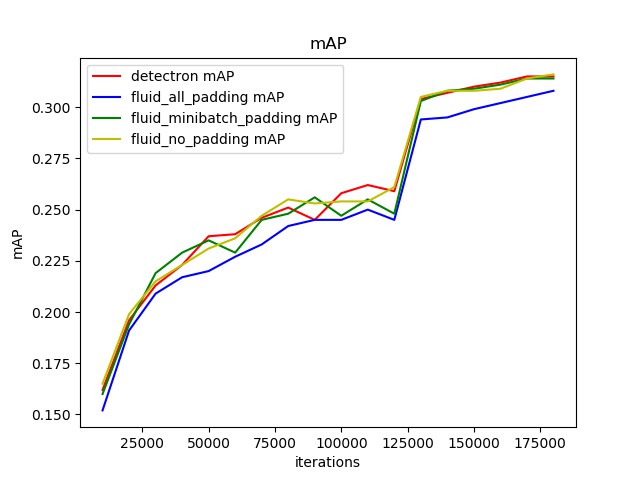 mAP
detectron mAP
fluid_all_padding mAP
fluid_minibatch_padding mAP
fluid_no_padding mAP
0.300
0.275
0.250
0.225
0.200
0.175
0.150
mAP
25000 50000 75000 100000 125000 150000 175000
iterations